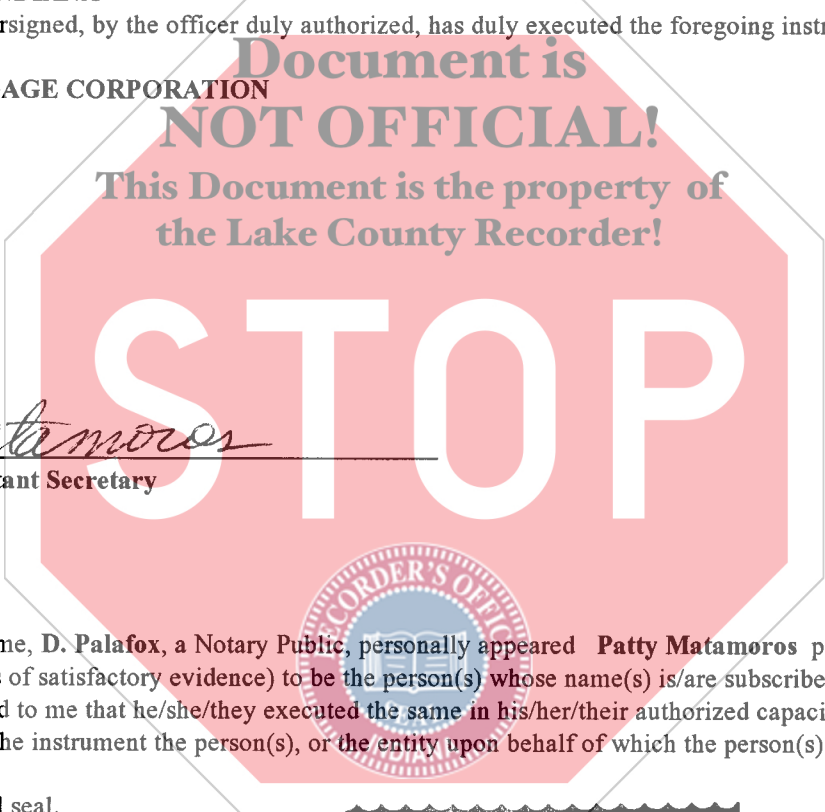 rsigned, by the officer duly authorized, has duly executed the foregoing instr
Document is
AGE CORPORATION
NOT OFFICIAL!
This Document is the property of
the Lake County Recorder!
STOP
tamoros
tant Secretary
RECORDER'S OFFICE
me, D. Palafox, a Notary Public, personally appeared Patty Matamoros p
s of satisfactory evidence) to be the person(s) whose name(s) is/are subscribe
d to me that he/she/they executed the same in his/her/their authorized capaci
he instrument the person(s), or the entity upon behalf of which the person(s)
INDIANA
l seal.